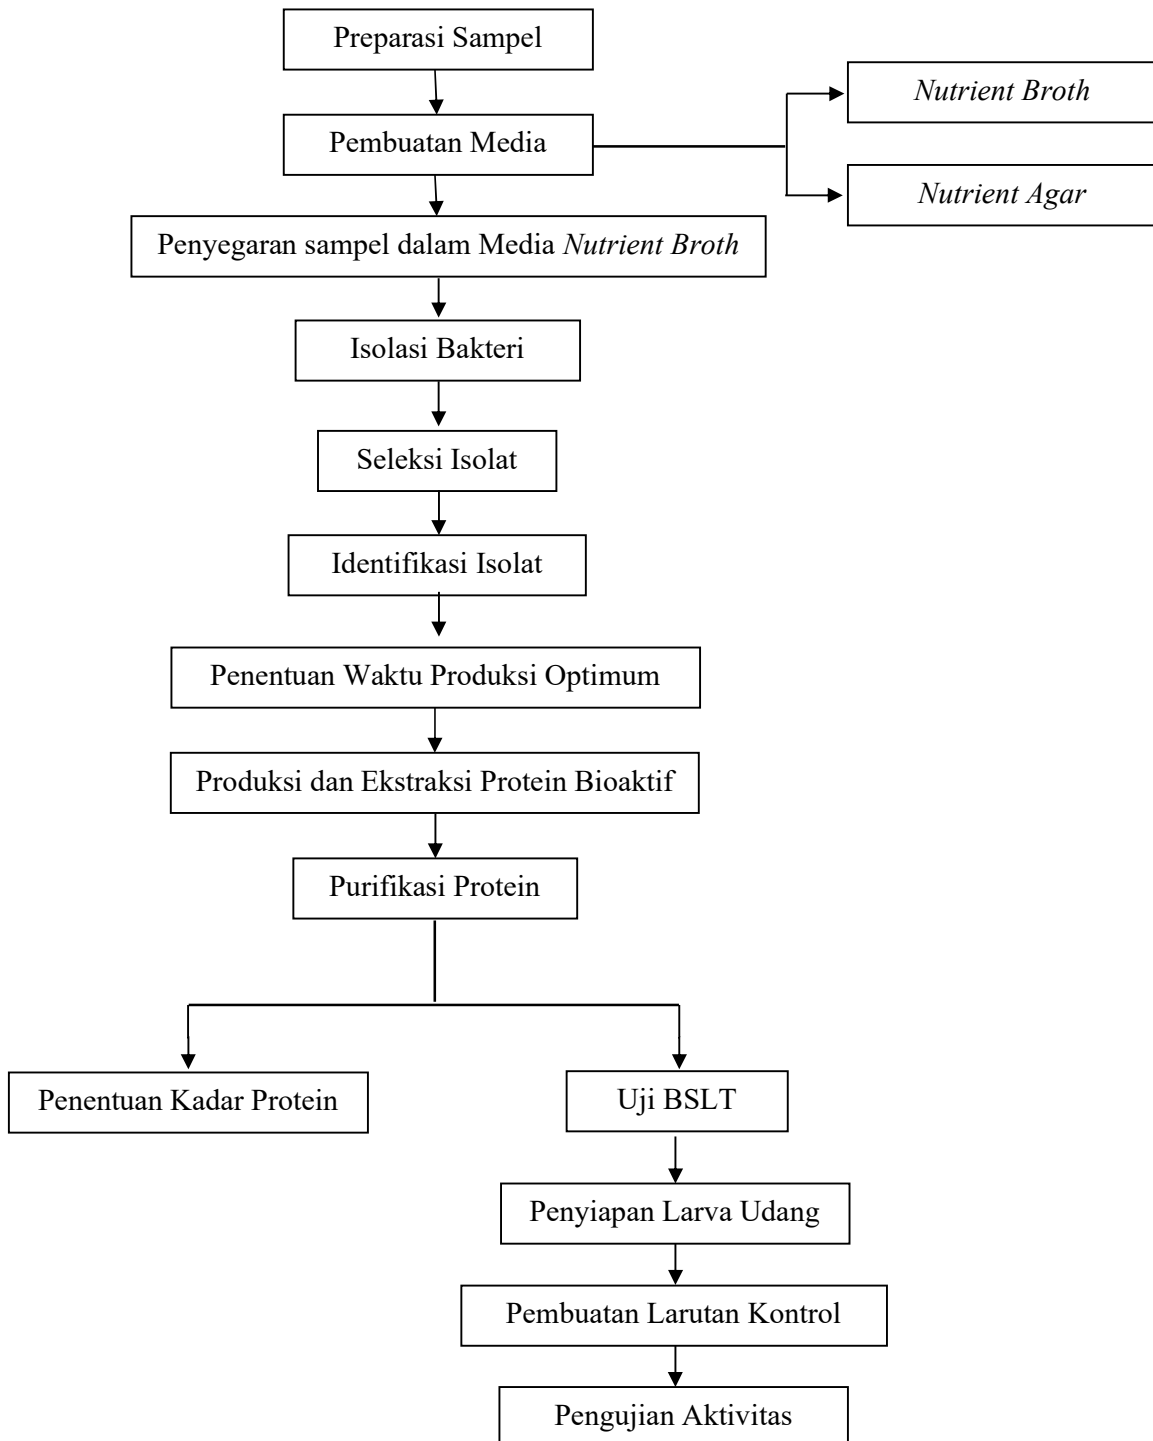 Preparasi Sampel
Nutrient Broth
Pembuatan Media
Nutrient Agar
Penyegaran sampel dalam Media Nutrient Broth
Isolasi Bakteri
Seleksi Isolat
Identifikasi Isolat
Penentuan Waktu Produksi Optimum
Produksi dan Ekstraksi Protein Bioaktif
Purifikasi Protein
Penentuan Kadar Protein
Uji BSLT
Penyiapan Larva Udang
Pembuatan Larutan Kontrol
Pengujian Aktivitas